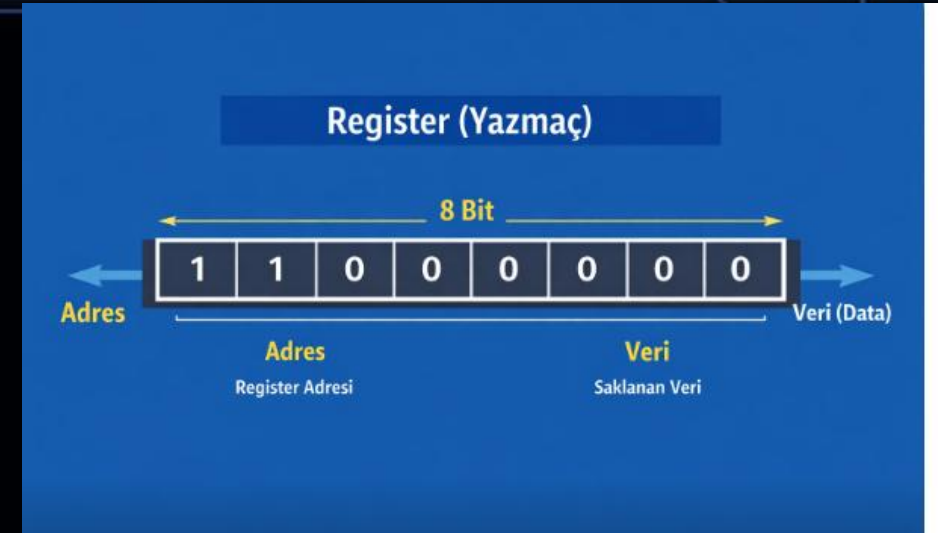 Register (Yazmaç)
8 Bit
1 1 0 0 0 0 0 0
Adres
Veri (Data)
Adres
Veri
Register Adresi
Saklanan Veri